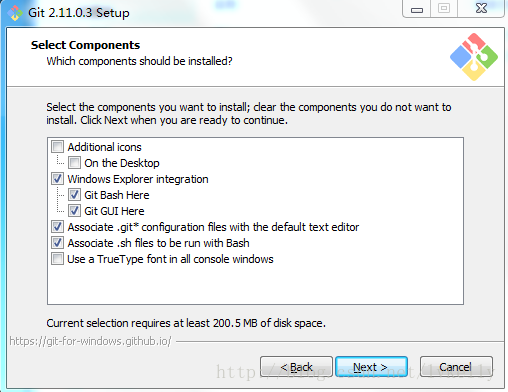 Git 2.11.0.3 Setup
Select Components
Which components should be installed?
Select the components you want to install; clear the components you do not want to
install. Click Next when you are ready to continue.
Additional icons
On the Desktop
Windows Explorer integration
Git Bash Here
Git GUI Here
Associate .git* configuration files with the default text editor
Associate .sh files to be run with Bash
Use a TrueType font in all console windows
Current selection requires at least 200.5 MB of disk space.
https://git-for-windows.github.io/
< Back
Next >
Cancel